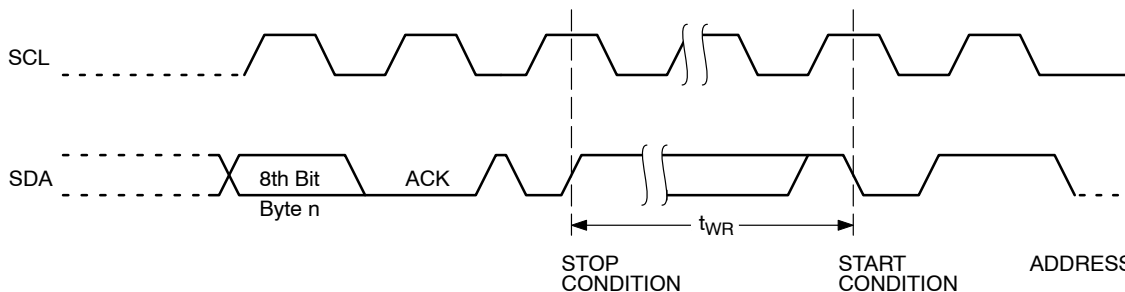 SCL
SDA
8th Bit
Byte n
ACK
tWR
STOP
CONDITION
START
CONDITION
ADDRESS